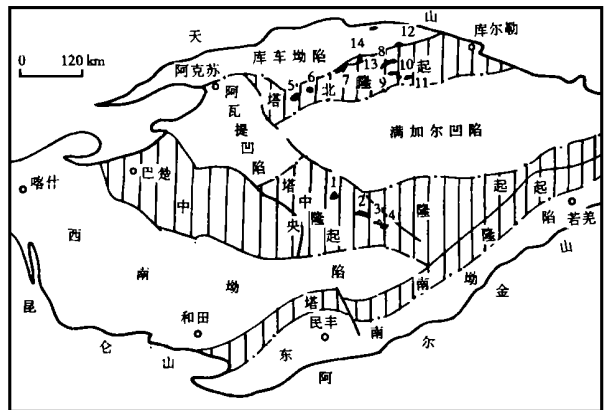 天
山
12
库尔勒
14
8
库车坳陷
0 120 km
13
10
起
阿克苏
6
7
隆
9
11
5
北
塔
阿
瓦
提
凹
陷
满加尔凹陷
喀什
巴楚
塔
中
1
中
央
隆
起
2
3
4
隆
起
隆
起
陷
若羌
西
南
坳
陷
南
坳
金
山
昆
仑
山
和田
塔
民丰
南
东
阿
尔